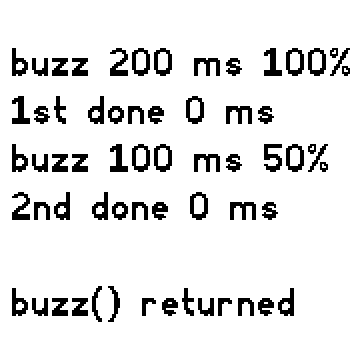 buzz 200 ms 100%
1st done 0 ms
buzz 100 ms 50%
2nd done 0 ms
buzz() returned